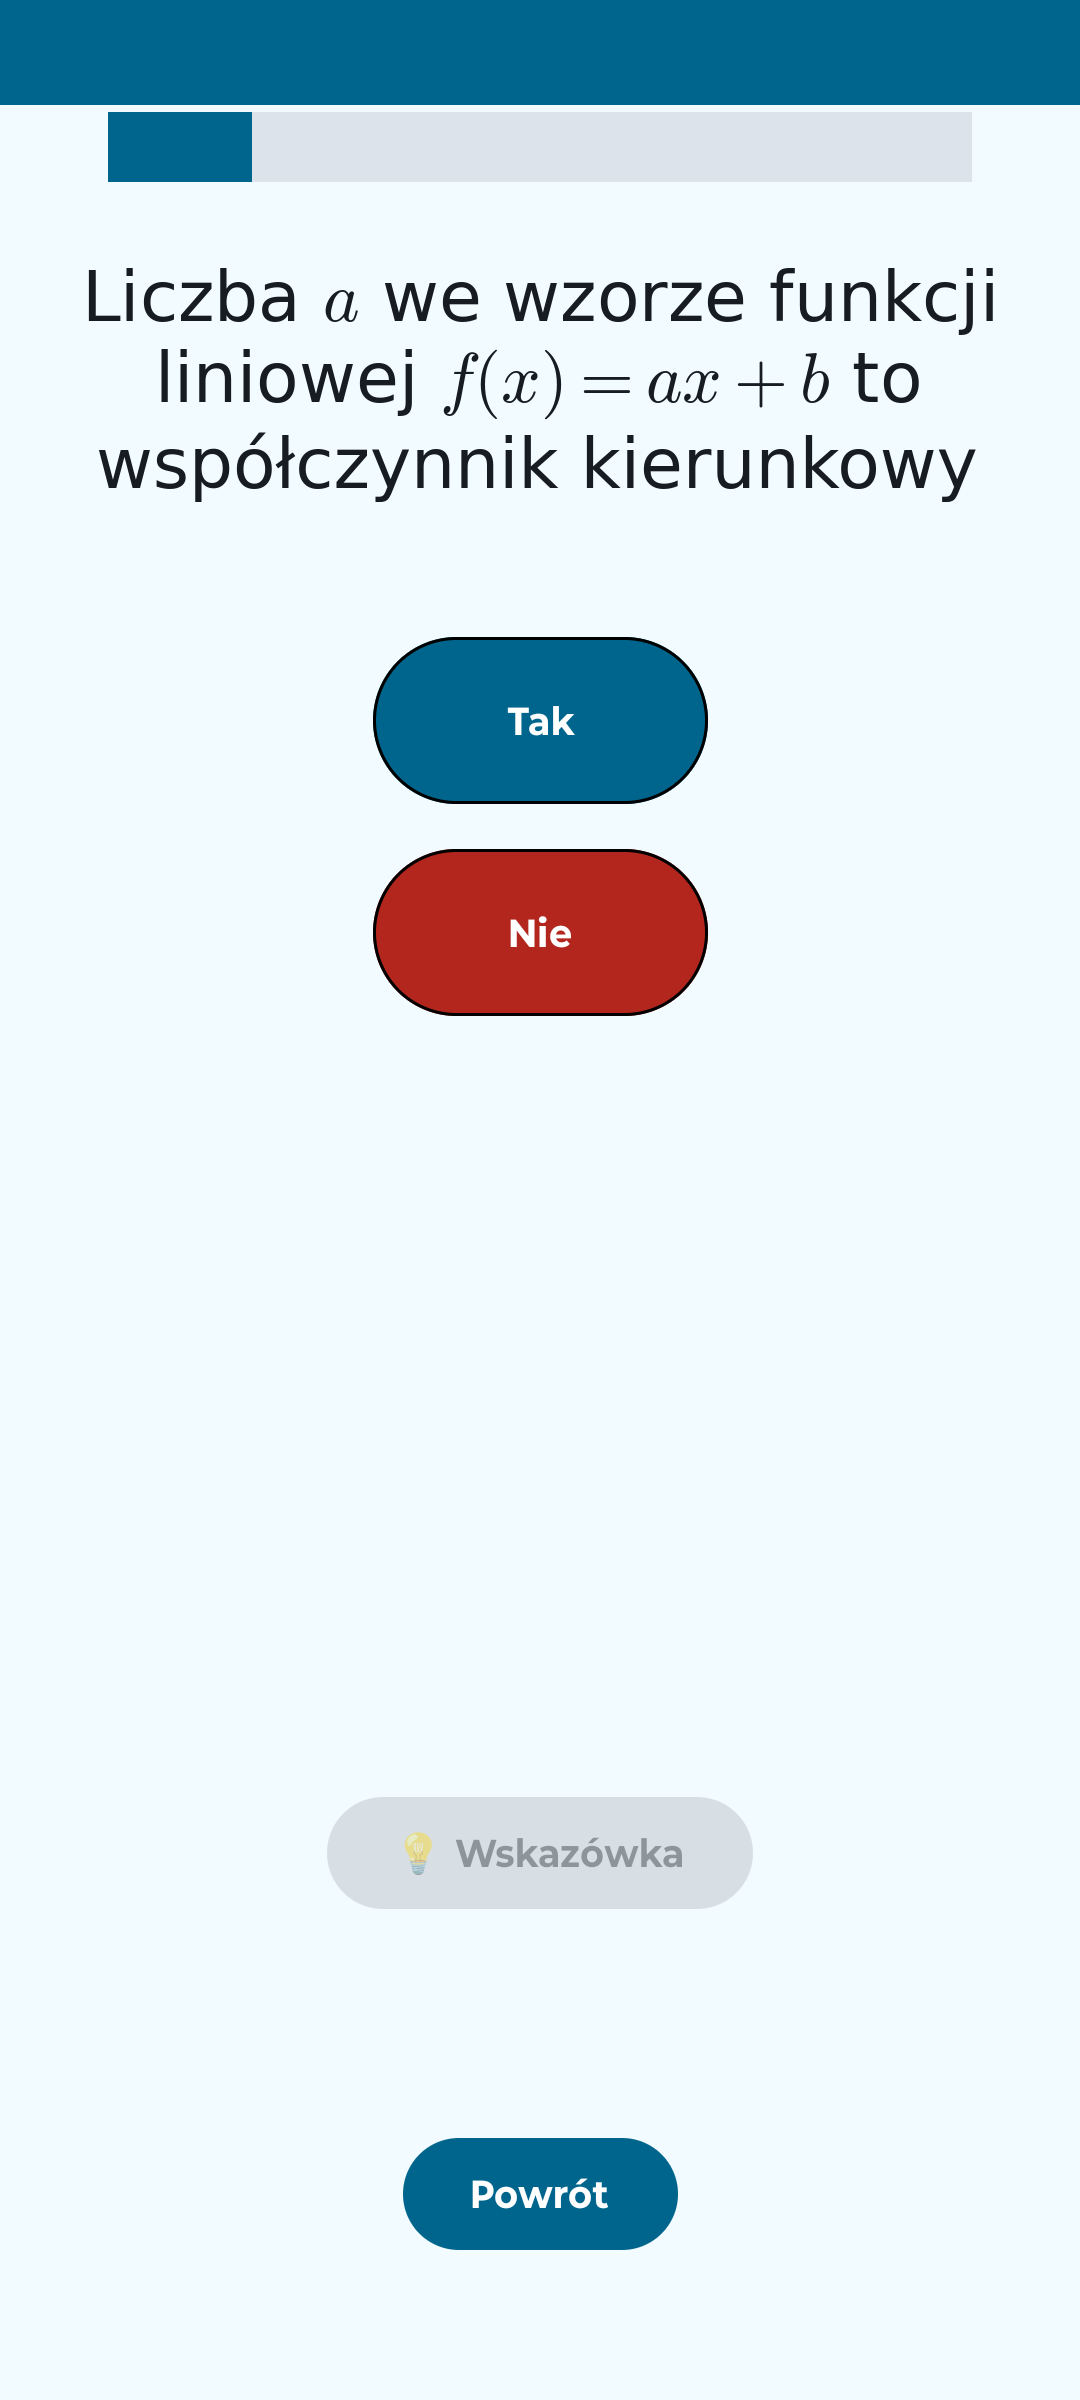 Liczba a we wzorze funkcji
liniowej f(x) = ax + b to
współczynnik kierunkowy
Tak
Nie
💡 Wskazówka
Powrót